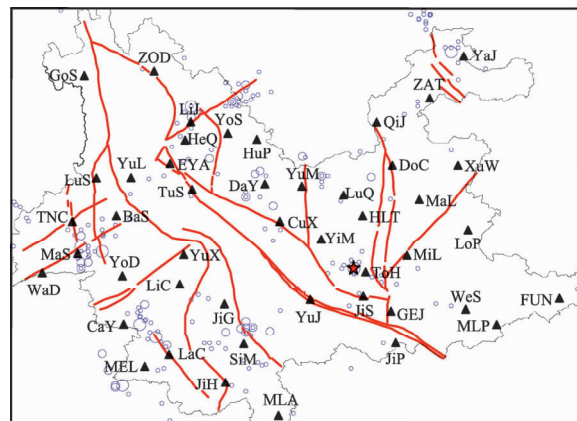 YaJ
ZOD
GoS
ZAT
LiJ
YoS
QiJ
HeQ
HuP
EYA
DoC
XuW
LuS
YuL
DaY
YuM
TuS
LuQ
MaL
TNC
BaS
CuX
HLT
YiM
LoP
MaS
YuX
MiL
WaD
YoD
ToH
LiC
JiG
YuJ
JiS
WeS
FUN
GEJ
CaY
MLP
SiM
LaC
JiP
MEL
JiH
MLA